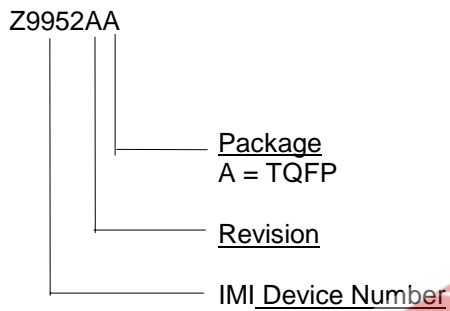 Z9952AA
Package
A = TQFP
Revision
IMI Device Number